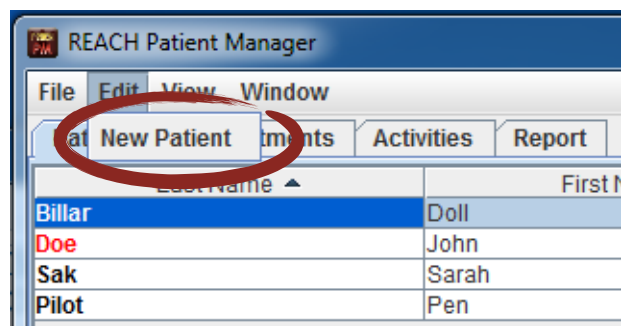 REACH Patient Manager
File Edit View Window
New Patient Activities Report
Last Name First N
Billar Doll
Doe John
Sak Sarah
Pilot Pen